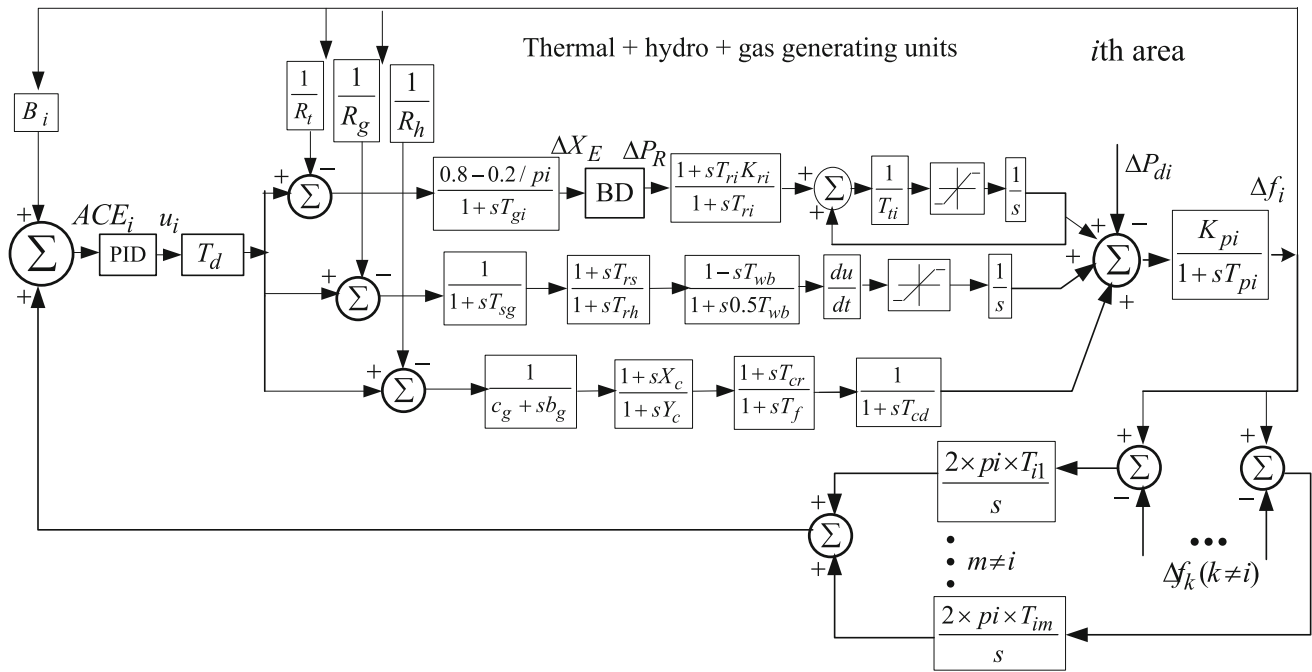 Thermal + hydro + gas generating units
ith area
B_i
1/R_t
1/R_g
1/R_h
+
+
ACE_i
Σ
PID
u_i
T_d
+
−
Σ
(0.8 − 0.2 / pi)/(1 + sT_gi)
ΔX_E
BD
ΔP_R
(1 + sT_ri K_ri)/(1 + sT_ri)
+
+
Σ
1/T_ti
1/s
+
−
Σ
1/(1 + sT_sg)
(1 + sT_rs)/(1 + sT_rh)
(1 − sT_wb)/(1 + s0.5T_wb)
du/dt
1/s
+
−
Σ
1/(c_g + sb_g)
(1 + sX_c)/(1 + sY_c)
(1 + sT_cr)/(1 + sT_f)
1/(1 + sT_cd)
ΔP_di
−
+
+
+
Σ
K_pi/(1 + sT_pi)
Δf_i
+
−
Σ
+
−
Σ
•••
Δf_k (k≠i)
(2 × pi × T_i1)/s
m≠i
(2 × pi × T_im)/s
+
+
Σ